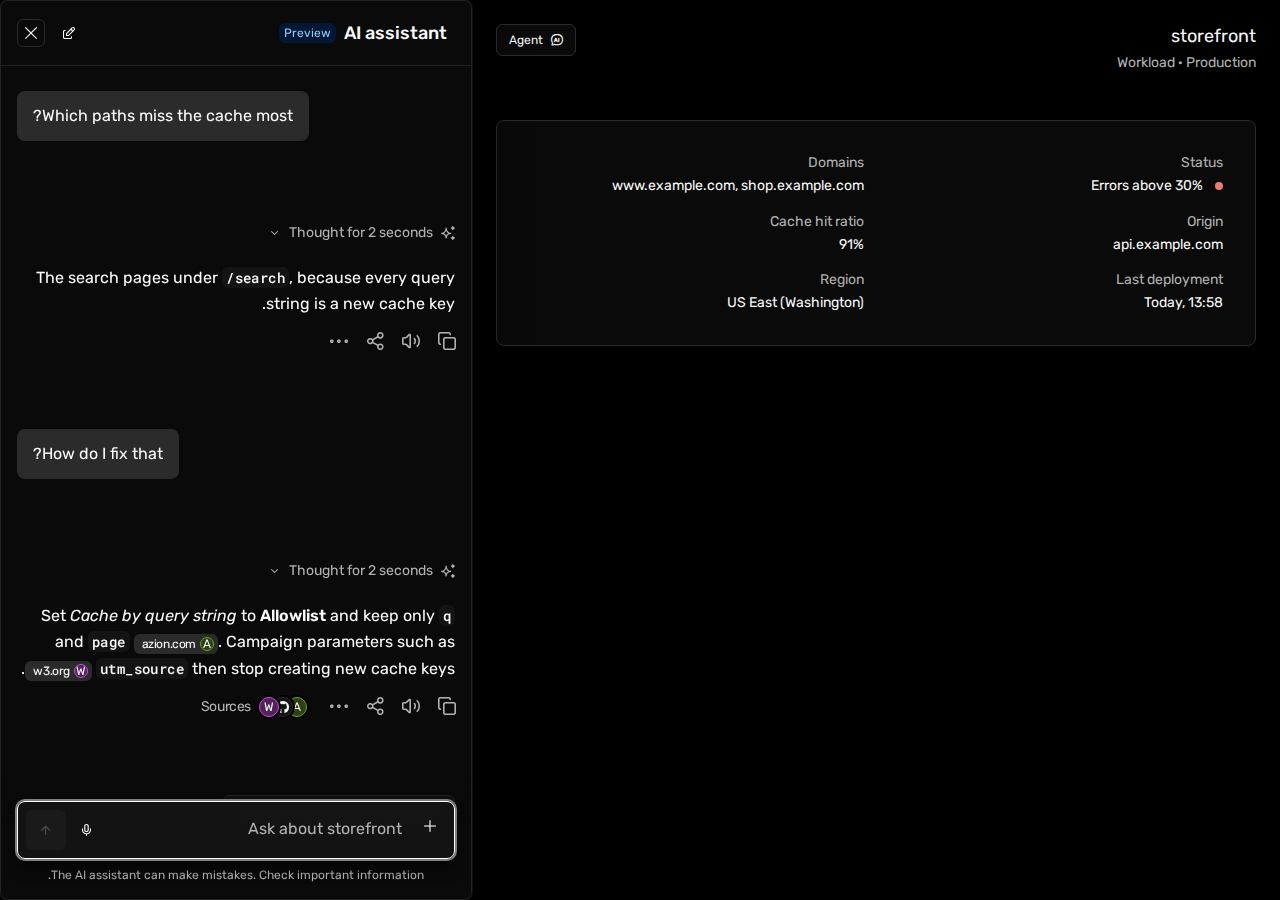 AI assistant
Preview
Which paths miss the cache most?
Thought for 2 seconds
The search pages under /search, because every query
string is a new cache key.
How do I fix that?
Thought for 2 seconds
Set Cache by query string to Allowlist and keep only q
and page azion.com A. Campaign parameters such as
utm_source then stop creating new cache keys w3.org W.
Sources
W
A
Ask about storefront
The AI assistant can make mistakes. Check important information.
storefront
Workload • Production
Agent
AI
Status
Errors above 30%
Domains
www.example.com, shop.example.com
Origin
api.example.com
Cache hit ratio
91%
Last deployment
Today, 13:58
Region
US East (Washington)